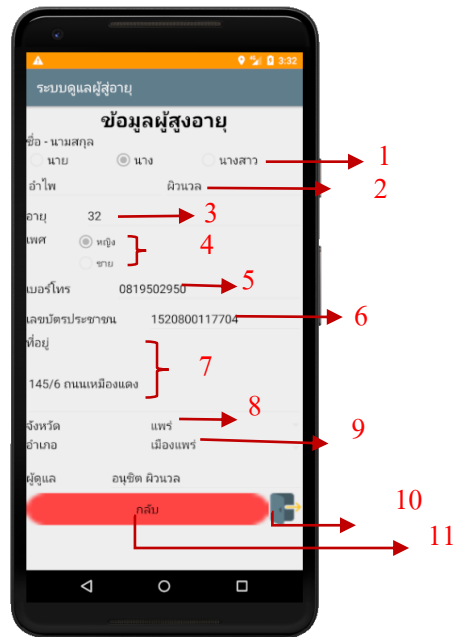 3:32
ระบบดูแลผู้สู่อายุ
ข้อมูลผู้สูงอายุ
ชื่อ - นามสกุล
นาย นาง นางสาว 1
อำไพ ผิวนวล 2
อายุ 32 3
เพศ หญิง 4
ชาย
เบอร์โทร 0819502950 5
เลขบัตรประชาชน 1520800117704 6
ที่อยู่
7
145/6 ถนนเหมืองแดง
จังหวัด แพร่ 8
อำเภอ เมืองแพร่ 9
ผู้ดูแล อนุชิต ผิวนวล
กลับ 10
11